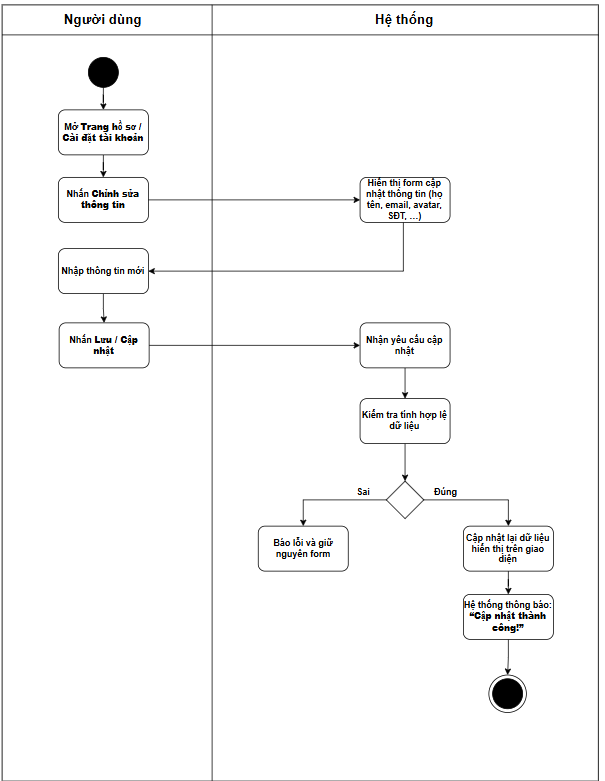 Người dùng
Hệ thống
Mở Trang hồ sơ /
Cài đặt tài khoản
Nhấn Chỉnh sửa
thông tin
Hiển thị form cập
nhật thông tin (họ
tên, email, avatar,
SĐT, …)
Nhập thông tin mới
Nhấn Lưu / Cập
nhật
Nhận yêu cầu cập
nhật
Kiểm tra tính hợp lệ
dữ liệu
Sai
Đúng
Báo lỗi và giữ
nguyên form
Cập nhật lại dữ liệu
hiển thị trên giao
diện
Hệ thống thông báo:
“Cập nhật thành
công!”